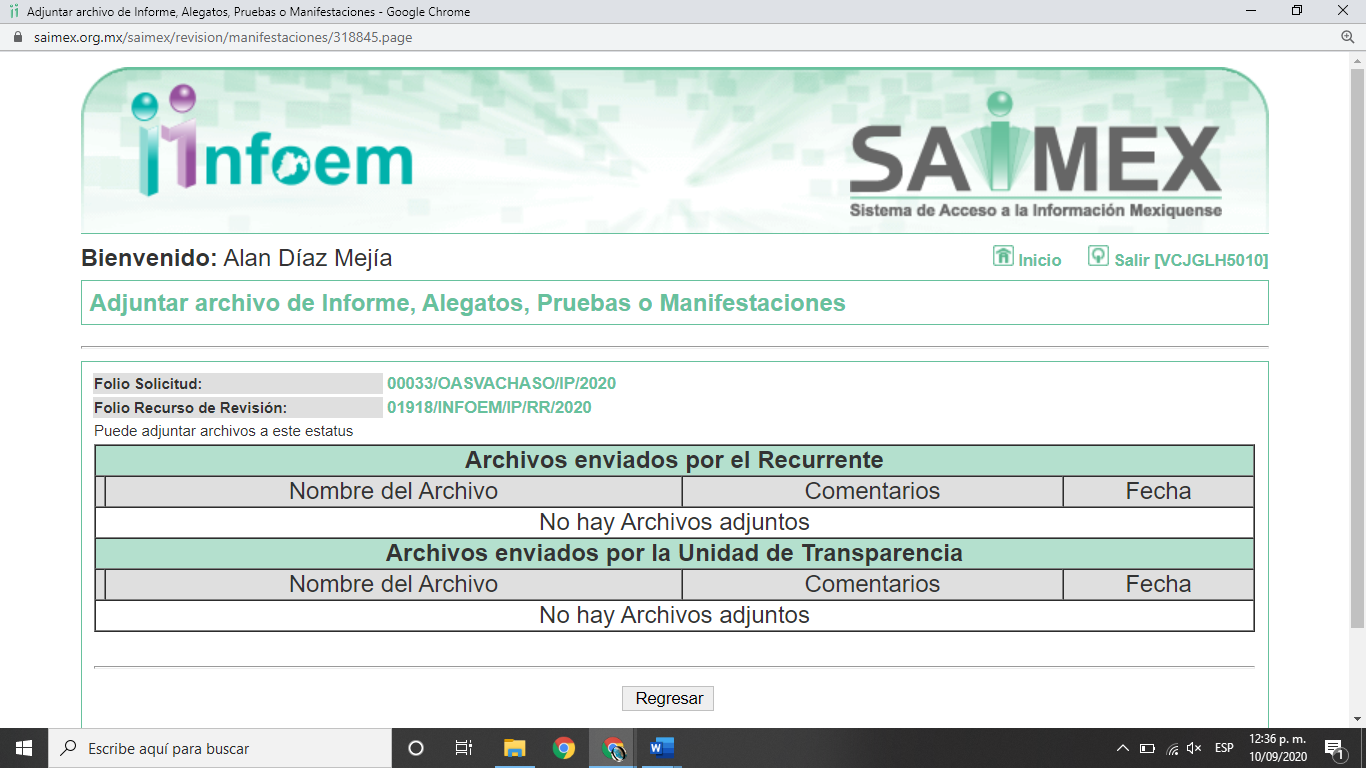 Adjuntar archivo de Informe, Alegatos, Pruebas o Manifestaciones - Google Chrome
saimex.org.mx/saimex/revision/manifestaciones/318845.page
infoem
SAIMEX
Sistema de Acceso a la Información Mexiquense
Bienvenido: Alan Díaz Mejía
Inicio Salir [VCJGLH5010]
Adjuntar archivo de Informe, Alegatos, Pruebas o Manifestaciones
Folio Solicitud: 00033/OASVACHASO/IP/2020
Folio Recurso de Revisión: 01918/INFOEM/IP/RR/2020
Puede adjuntar archivos a este estatus
Archivos enviados por el Recurrente
Nombre del Archivo Comentarios Fecha
No hay Archivos adjuntos
Archivos enviados por la Unidad de Transparencia
Nombre del Archivo Comentarios Fecha
No hay Archivos adjuntos
Regresar
Escribe aquí para buscar
ESP
12:36 p. m.
10/09/2020
1